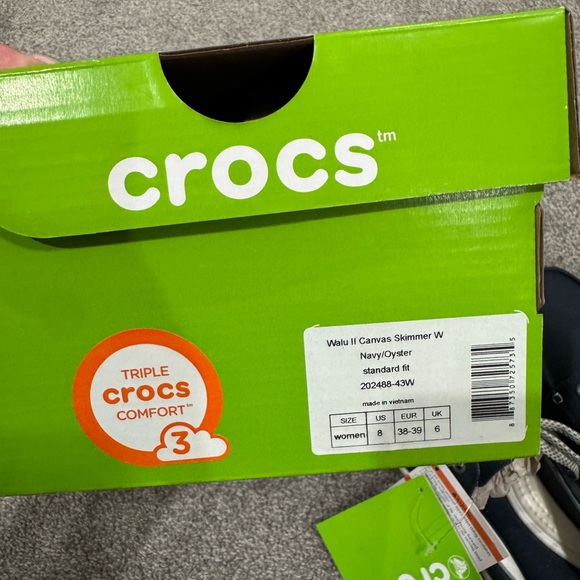 crocs™
Walu II Canvas Skimmer W
Navy/Oyster
standard fit
202488-43W
made in vietnam
SIZE US EUR UK
women 8 38-39 6
TRIPLE
crocs
COMFORT™
3
croc